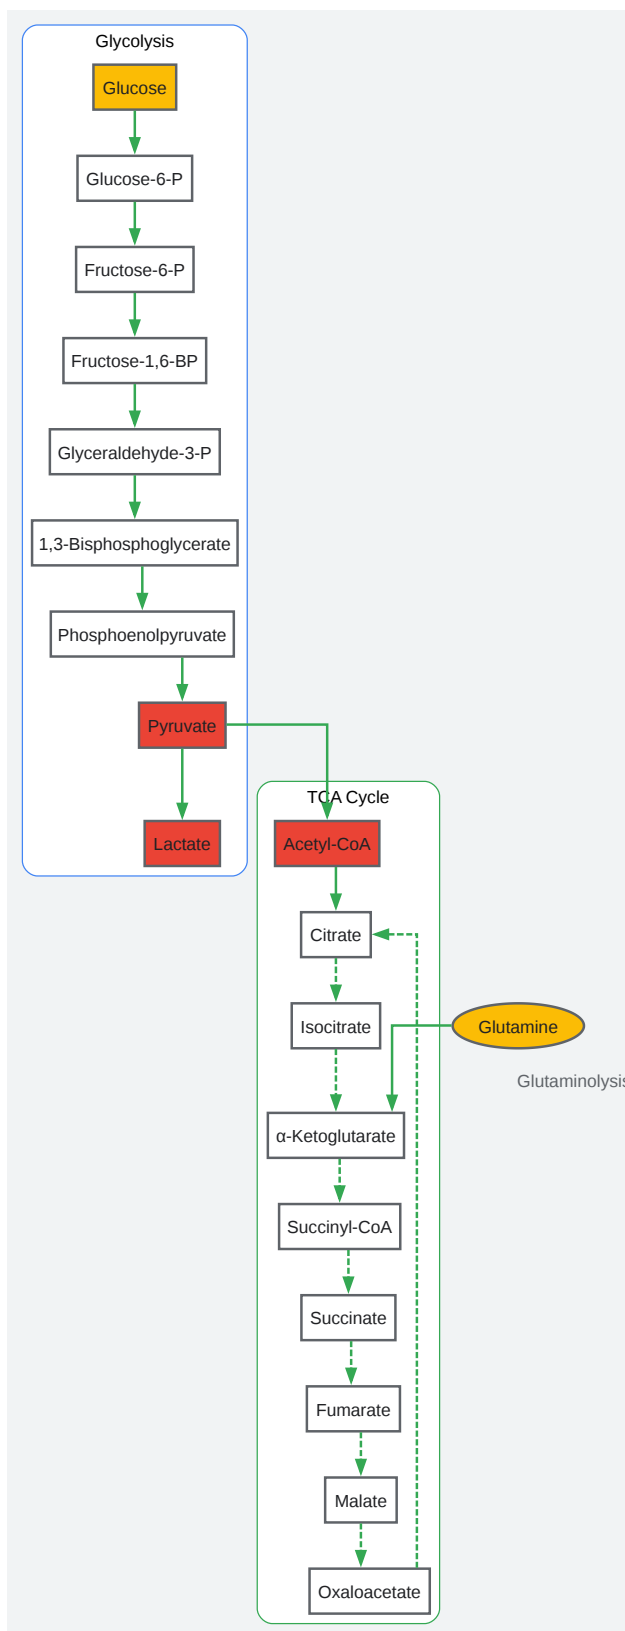 Glycolysis
Glucose
Glucose-6-P
Fructose-6-P
Fructose-1,6-BP
Glyceraldehyde-3-P
1,3-Bisphosphoglycerate
Phosphoenolpyruvate
Pyruvate
Lactate
TCA Cycle
Acetyl-CoA
Citrate
Isocitrate
Glutamine
Glutaminolysis
α-Ketoglutarate
Succinyl-CoA
Succinate
Fumarate
Malate
Oxaloacetate